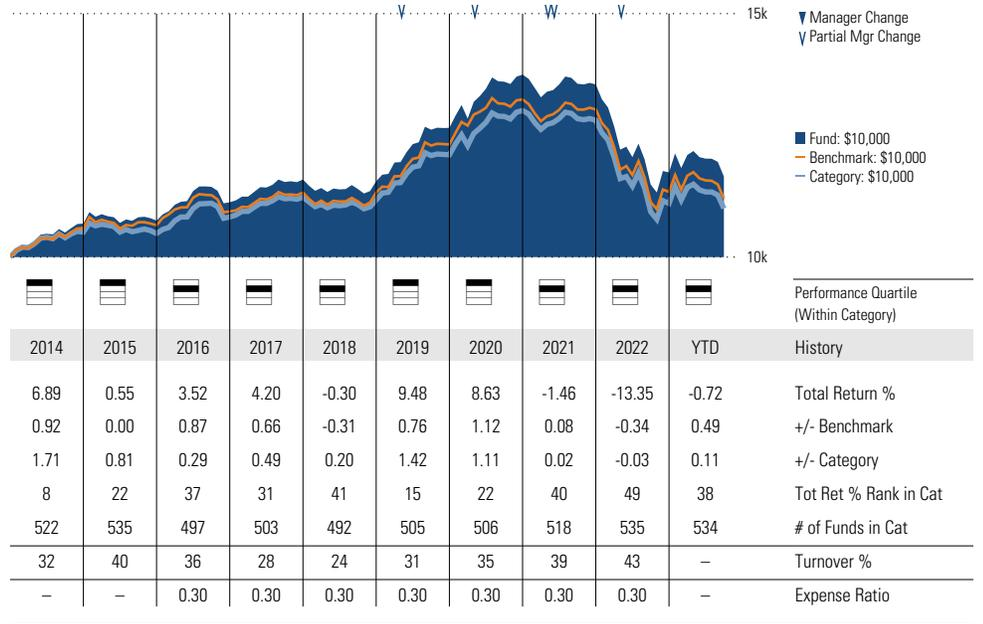 15k
Manager Change
Partial Mgr Change
Fund: $10,000
Benchmark: $10,000
Category: $10,000
10k
Performance Quartile
(Within Category)
2014 2015 2016 2017 2018 2019 2020 2021 2022 YTD History
6.89 0.55 3.52 4.20 -0.30 9.48 8.63 -1.46 -13.35 -0.72 Total Return %
0.92 0.00 0.87 0.66 -0.31 0.76 1.12 0.08 -0.34 0.49 +/- Benchmark
1.71 0.81 0.29 0.49 0.20 1.42 1.11 0.02 -0.03 0.11 +/- Category
8 22 37 31 41 15 22 40 49 38 Tot Ret % Rank in Cat
522 535 497 503 492 505 506 518 535 534 # of Funds in Cat
32 40 36 28 24 31 35 39 43 – Turnover %
– – 0.30 0.30 0.30 0.30 0.30 0.30 0.30 – Expense Ratio